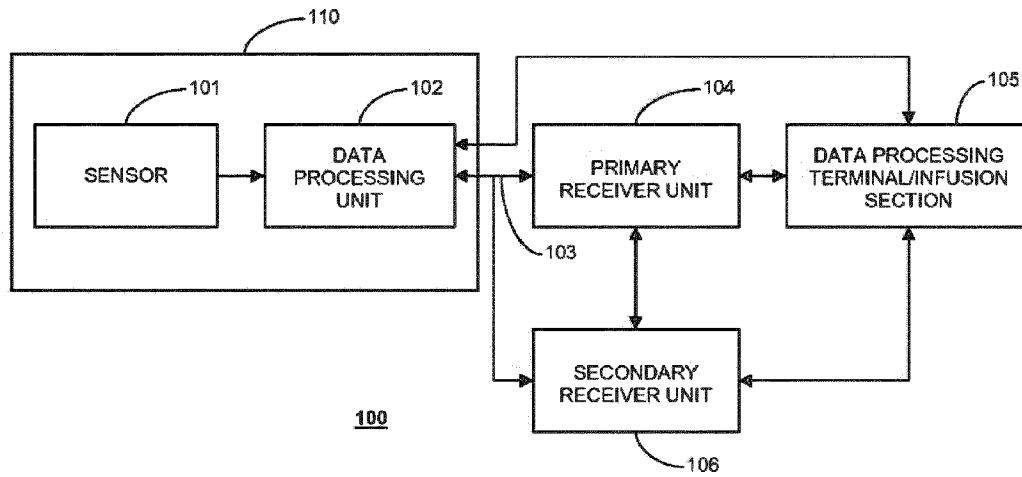 110
101
102
104
105
SENSOR
DATA
PROCESSING
UNIT
PRIMARY
RECEIVER UNIT
DATA PROCESSING
TERMINAL/INFUSION
SECTION
103
SECONDARY
RECEIVER UNIT
100
106